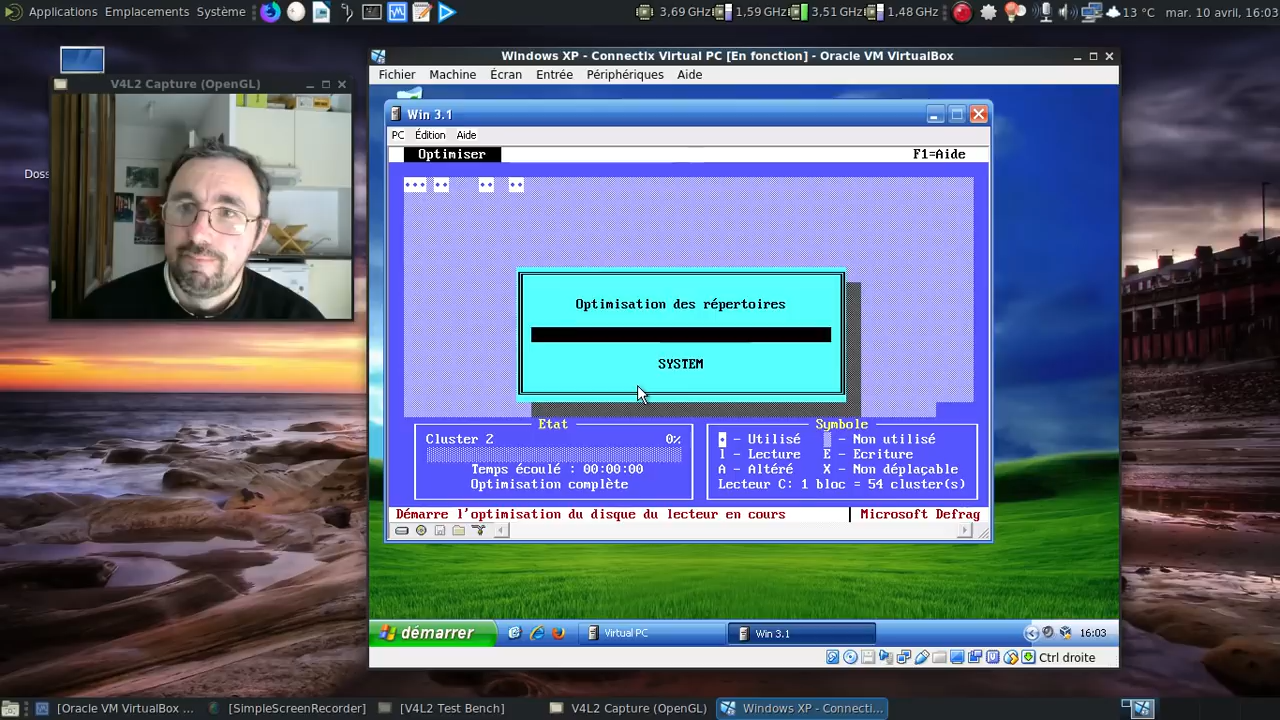 Applications Emplacements Système 3,69 GHz 1,59 GHz 3,51 GHz 1,48 GHz 13 °C mar. 10 avril, 16:03
Windows XP - Connectix Virtual PC [En fonction] - Oracle VM VirtualBox
Fichier Machine Écran Entrée Périphériques Aide
V4L2 Capture (OpenGL)
Doss
Win 3.1
PC Édition Aide
Optimiser F1=Aide
Optimisation des répertoires
SYSTEM
Etat
Cluster 2 0%
Temps écoulé : 00:00:00
Optimisation complète
Symbole
• - Utilisé - Non utilisé
l - Lecture E - Ecriture
A - Altéré X - Non déplaçable
Lecteur C: 1 bloc = 54 cluster(s)
Démarre l'optimisation du disque du lecteur en cours Microsoft Defrag
démarrer Virtual PC Win 3.1 16:03
Ctrl droite
[Oracle VM VirtualBox ... [SimpleScreenRecorder] [V4L2 Test Bench] V4L2 Capture (OpenGL) Windows XP - Connecti...